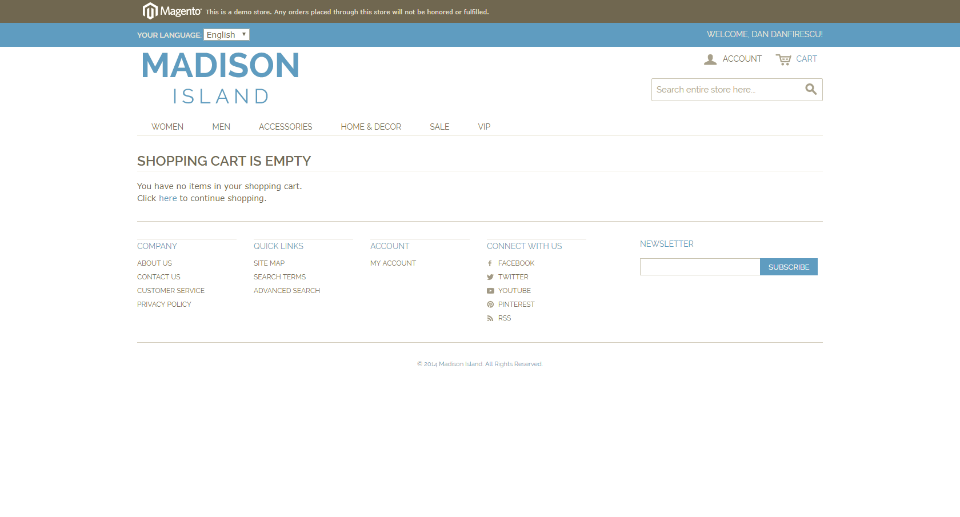 Magento This is a demo store. Any orders placed through this store will not be honored or fulfilled.
YOUR LANGUAGE: English WELCOME, DAN DANFIRESCU!
MADISON
ISLAND
ACCOUNT CART
Search entire store here...
WOMEN MEN ACCESSORIES HOME & DECOR SALE VIP
SHOPPING CART IS EMPTY
You have no items in your shopping cart.
Click here to continue shopping.
COMPANY
ABOUT US
CONTACT US
CUSTOMER SERVICE
PRIVACY POLICY
QUICK LINKS
SITE MAP
SEARCH TERMS
ADVANCED SEARCH
ACCOUNT
MY ACCOUNT
CONNECT WITH US
FACEBOOK
TWITTER
YOUTUBE
PINTEREST
RSS
NEWSLETTER
SUBSCRIBE
© 2014 Madison Island. All Rights Reserved.